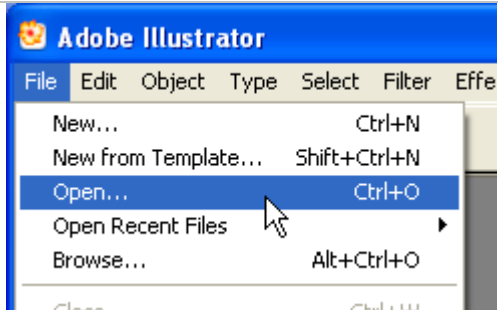 Adobe Illustrator
File Edit Object Type Select Filter Effe
New... Ctrl+N
New from Template... Shift+Ctrl+N
Open... Ctrl+O
Open Recent Files
Browse... Alt+Ctrl+O